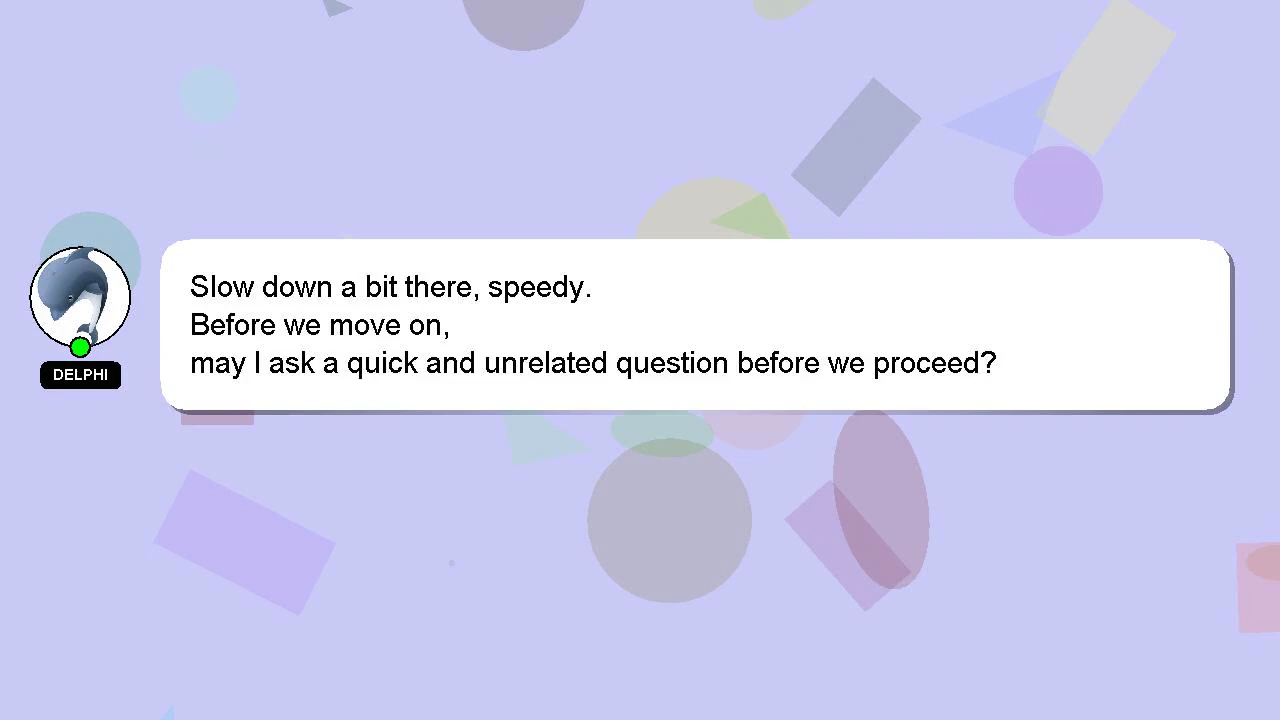 Slow down a bit there, speedy.
Before we move on,
may I ask a quick and unrelated question before we proceed?
DELPHI